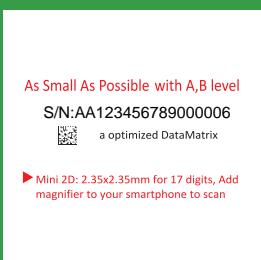 As Small As Possible with A,B level
S/N:AA123456789000006
a optimized DataMatrix
Mini 2D: 2.35x2.35mm for 17 digits, Add
magnifier to your smartphone to scan